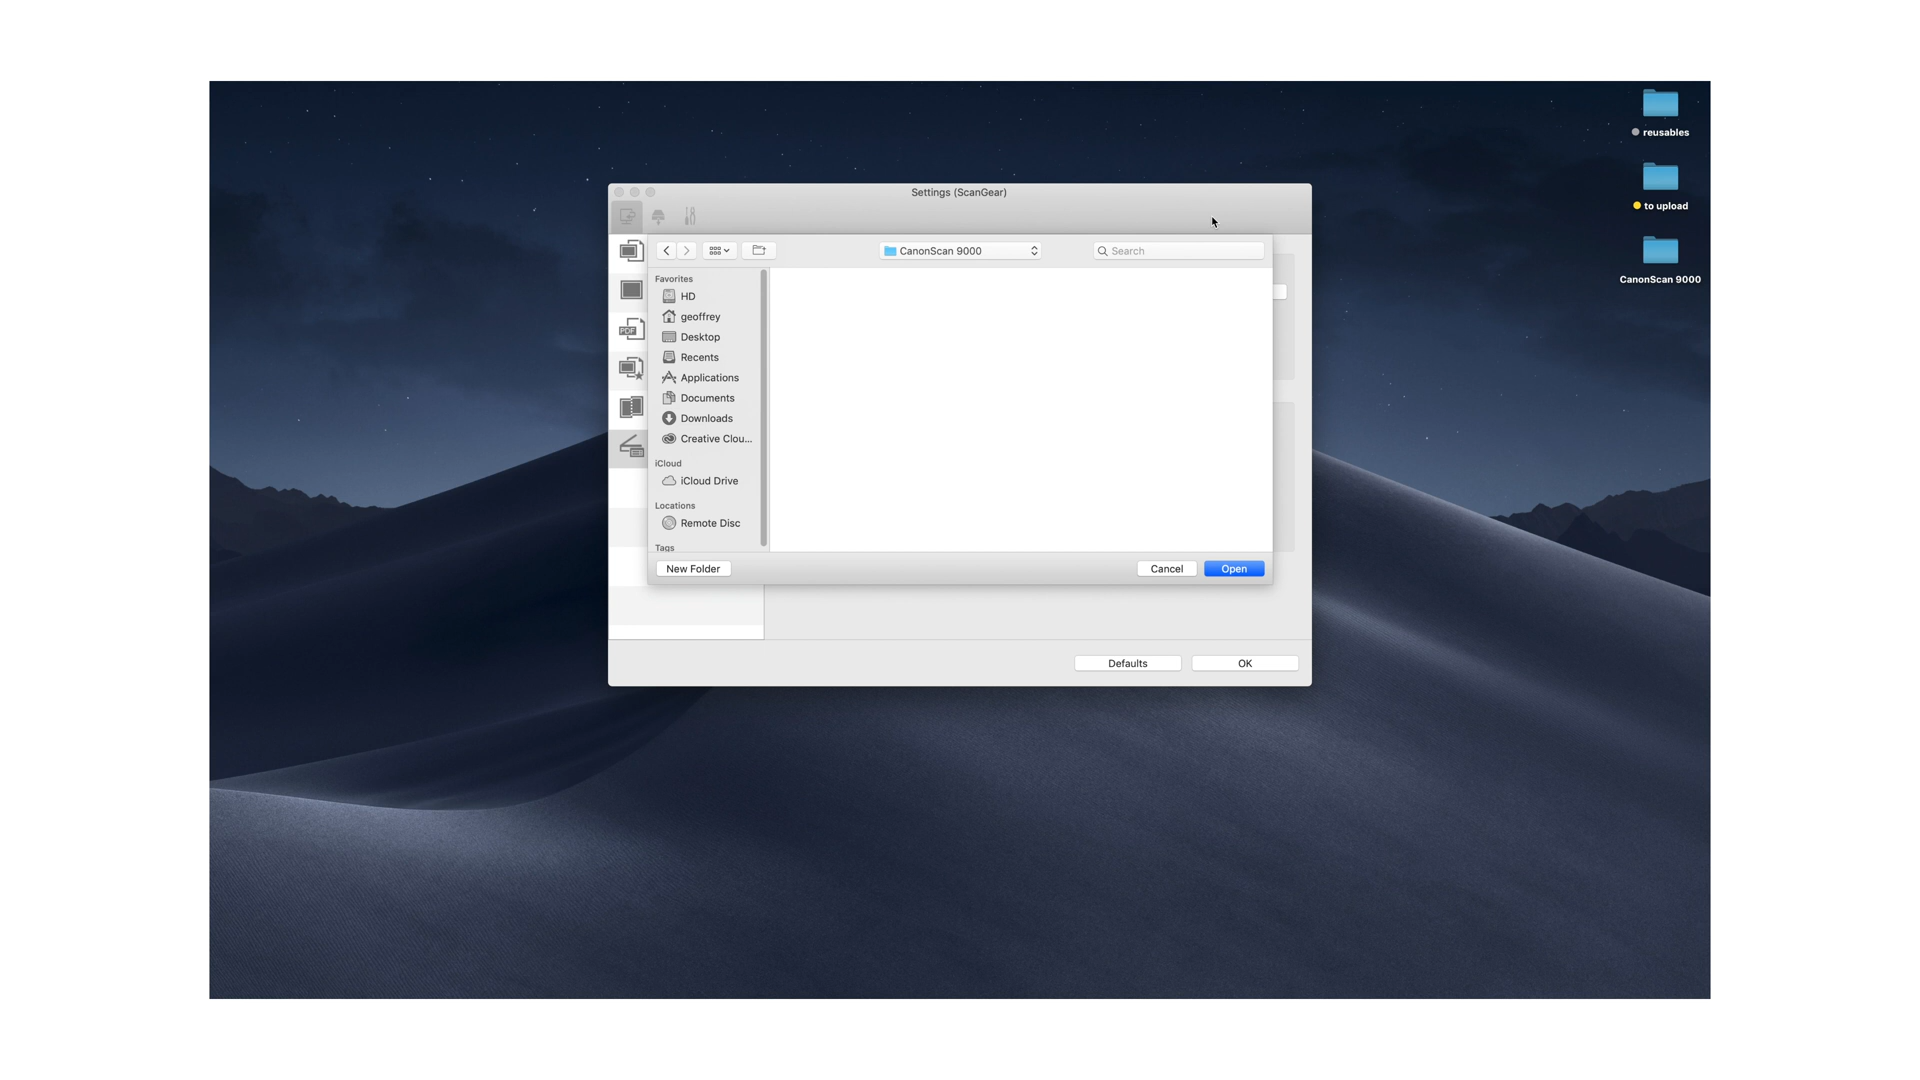 reusables
to upload
CanonScan 9000
Settings (ScanGear)
CanonScan 9000
Search
Favorites
HD
geoffrey
Desktop
Recents
Applications
Documents
Downloads
Creative Clou...
iCloud
iCloud Drive
Locations
Remote Disc
Tags
PDF
New Folder
Cancel
Open
Defaults
OK